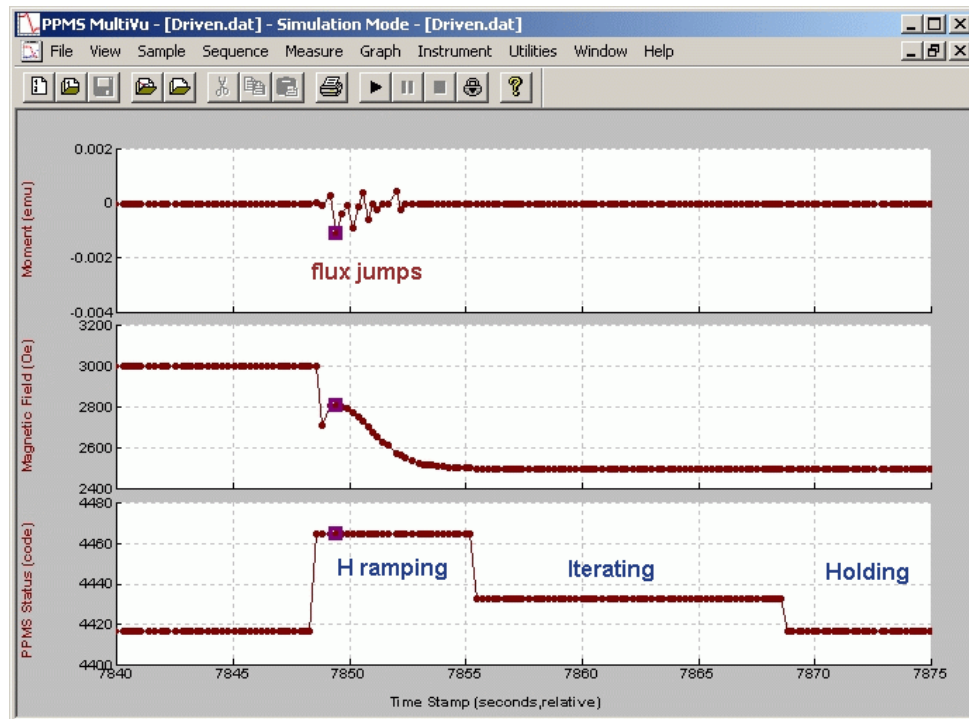 PPMS MultiVu - [Driven.dat] - Simulation Mode - [Driven.dat]
File View Sample Sequence Measure Graph Instrument Utilities Window Help
0.002
0
-0.002
-0.004
Moment (emu)
flux jumps
3200
3000
2800
2600
2400
Magnetic Field (Oe)
4480
4460
4440
4420
4400
PPMS Status (code)
H ramping
Iterating
Holding
7840 7845 7850 7855 7860 7865 7870 7875
Time Stamp (seconds,relative)